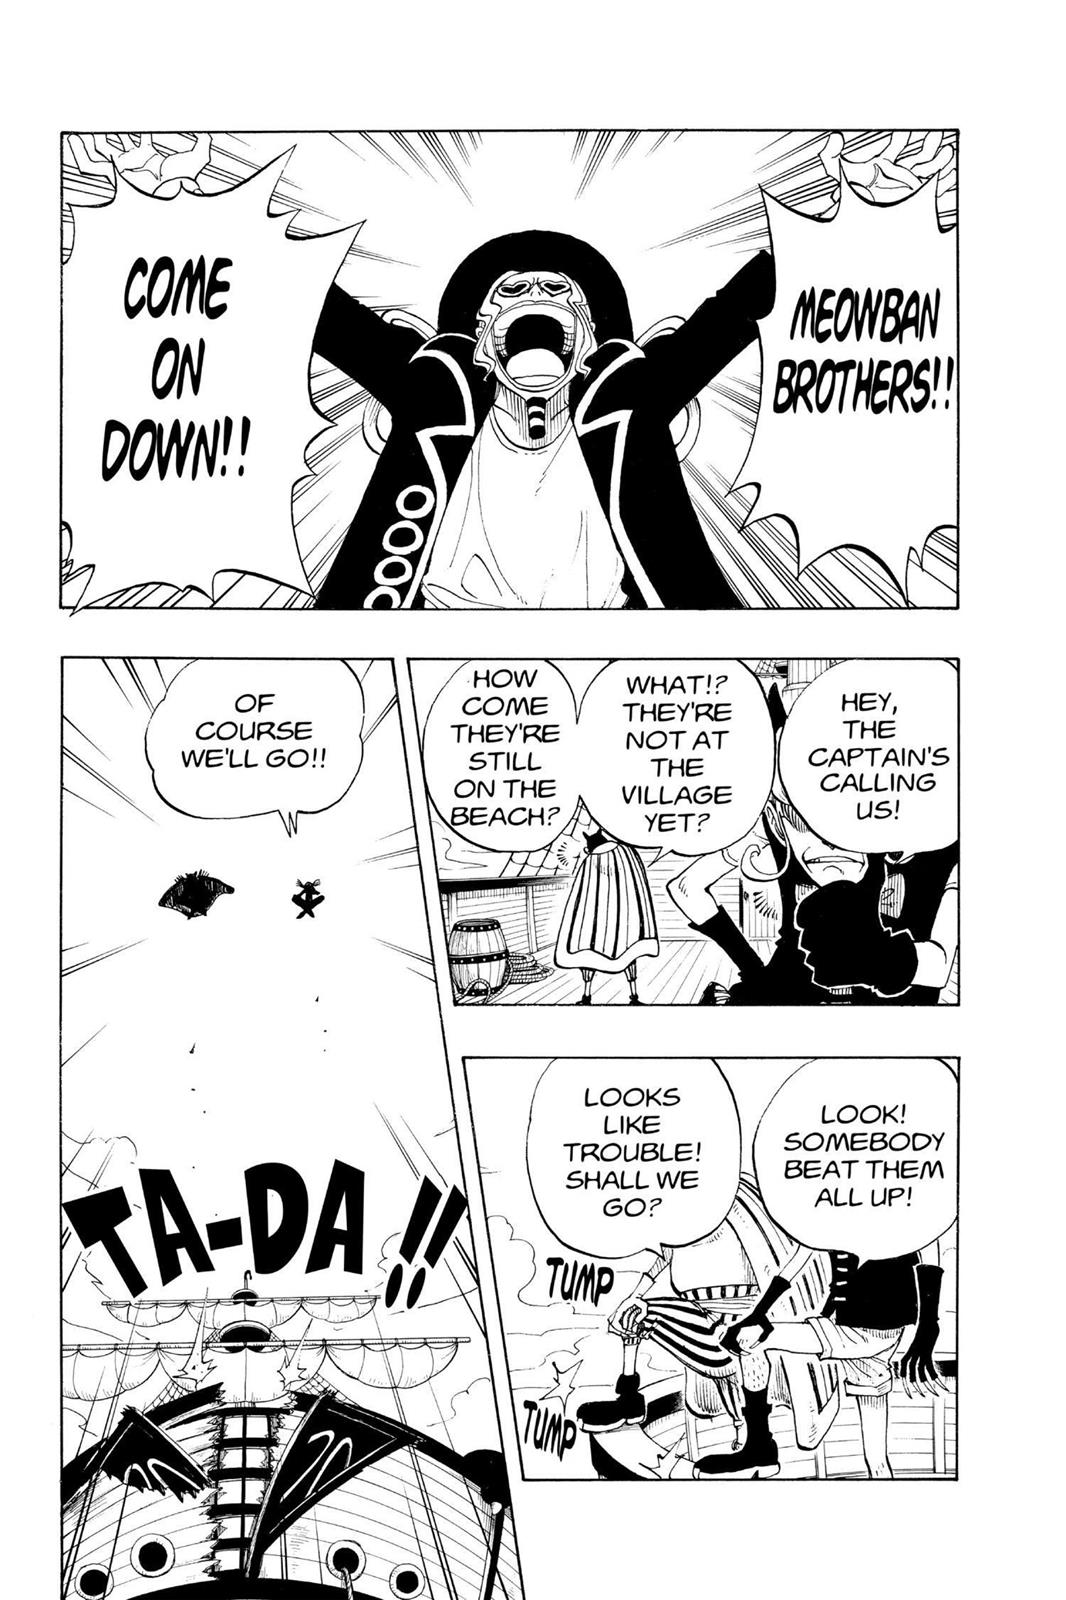 MEOWBAN
BROTHERS!!
COME
ON
DOWN!!
HEY,
THE
CAPTAIN'S
CALLING
US!
WHAT!?
THEY'RE
NOT AT
THE
VILLAGE
YET?
HOW
COME
THEY'RE
STILL
ON THE
BEACH?
LOOK!
SOMEBODY
BEAT THEM
ALL UP!
LOOKS
LIKE
TROUBLE!
SHALL WE
GO?
TUMP
TUMP
OF
COURSE
WE'LL GO!!
TA-DA!!